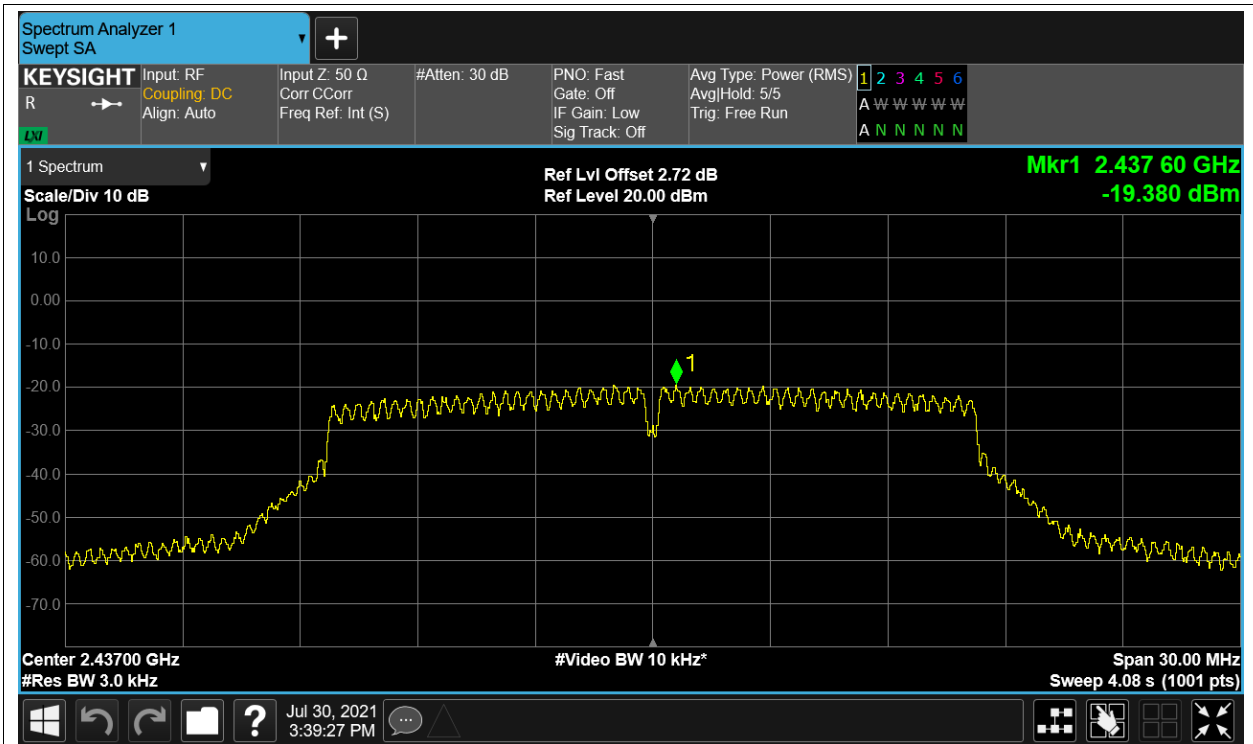 Spectrum Analyzer 1
Swept SA
KEYSIGHT
R
LXI
Input: RF
Coupling: DC
Align: Auto
Input Z: 50 Ω
Corr CCorr
Freq Ref: Int (S)
#Atten: 30 dB
PNO: Fast
Gate: Off
IF Gain: Low
Sig Track: Off
Avg Type: Power (RMS)
Avg|Hold: 5/5
Trig: Free Run
1 2 3 4 5 6
A W W W W W
A N N N N N
1 Spectrum
Scale/Div 10 dB
Log
Ref Lvl Offset 2.72 dB
Ref Level 20.00 dBm
Mkr1 2.437 60 GHz
-19.380 dBm
10.0
0.00
-10.0
1
-20.0
-30.0
-40.0
-50.0
-60.0
-70.0
Center 2.43700 GHz
#Res BW 3.0 kHz
#Video BW 10 kHz*
Span 30.00 MHz
Sweep 4.08 s (1001 pts)
?
Jul 30, 2021
3:39:27 PM